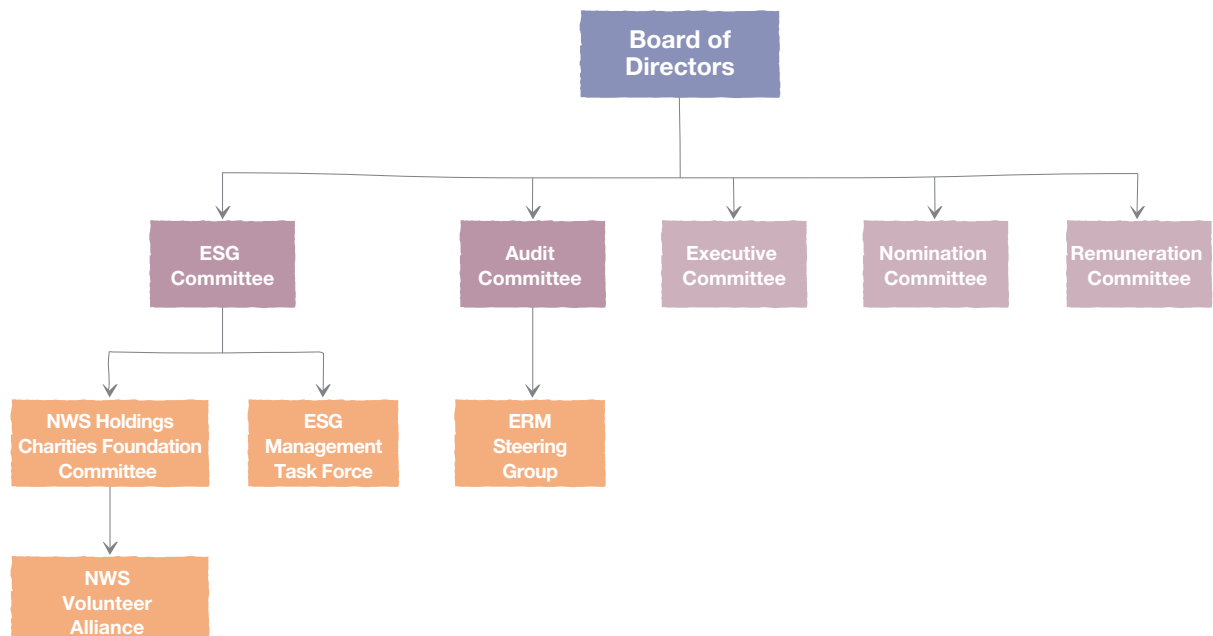 Board of
Directors
ESG
Committee
Audit
Committee
Executive
Committee
Nomination
Committee
Remuneration
Committee
NWS Holdings
Charities Foundation
Committee
ESG
Management
Task Force
ERM
Steering
Group
NWS
Volunteer
Alliance